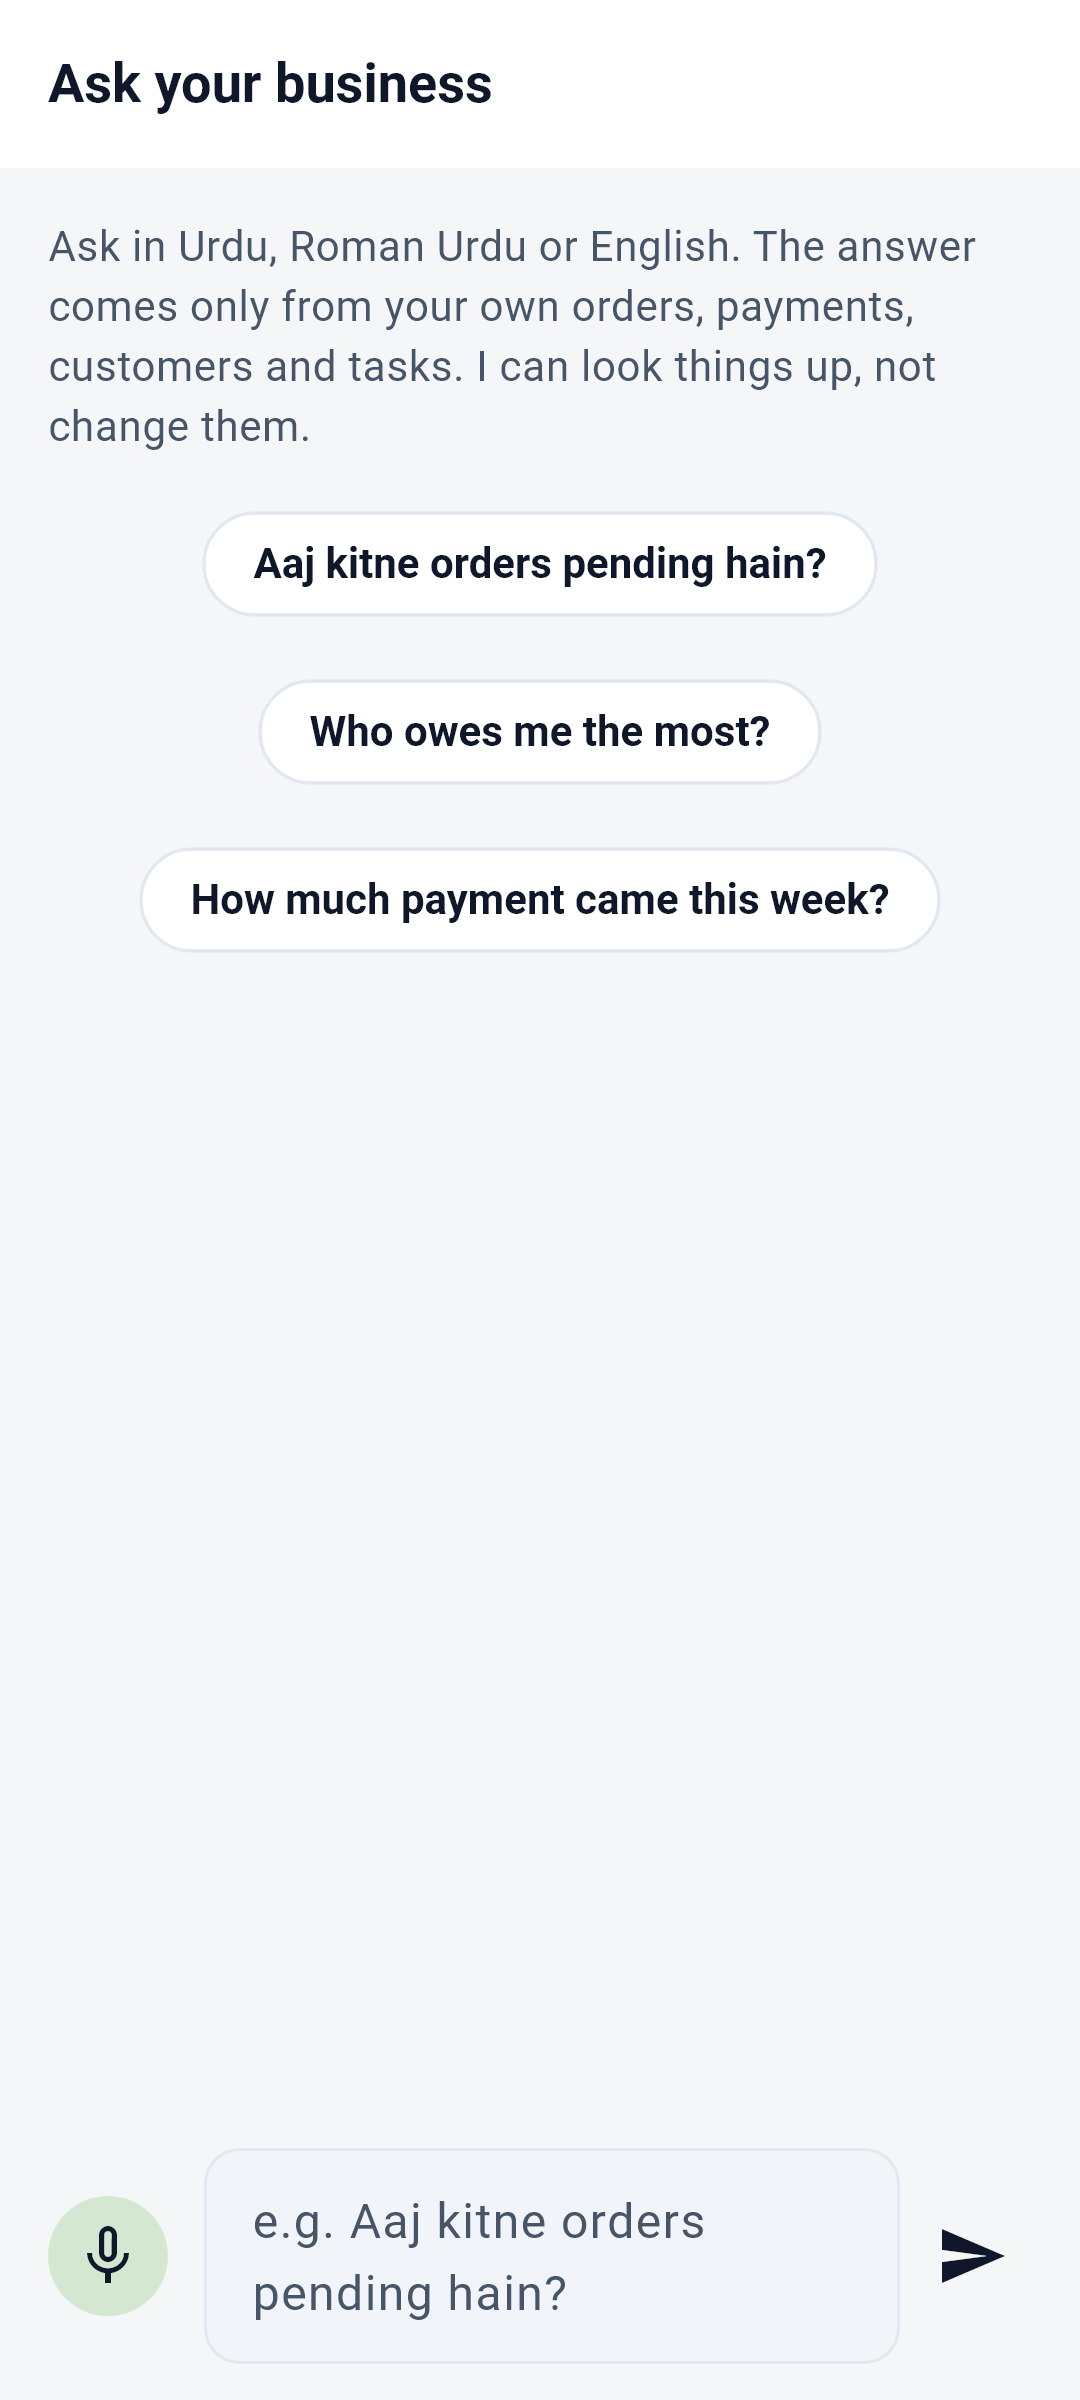 Ask your business
Ask in Urdu, Roman Urdu or English. The answer
comes only from your own orders, payments,
customers and tasks. I can look things up, not
change them.
Aaj kitne orders pending hain?
Who owes me the most?
How much payment came this week?
e.g. Aaj kitne orders
pending hain?